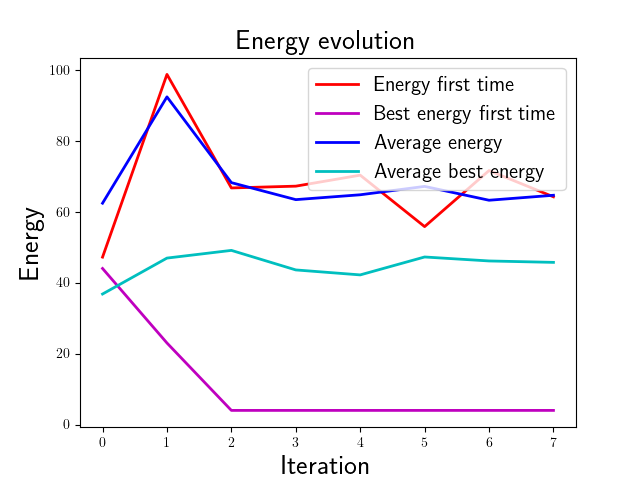 Energy evolution
Energy first time
Best energy first time
Average energy
Average best energy
Energy
100
80
60
40
20
0
0 1 2 3 4 5 6 7
Iteration